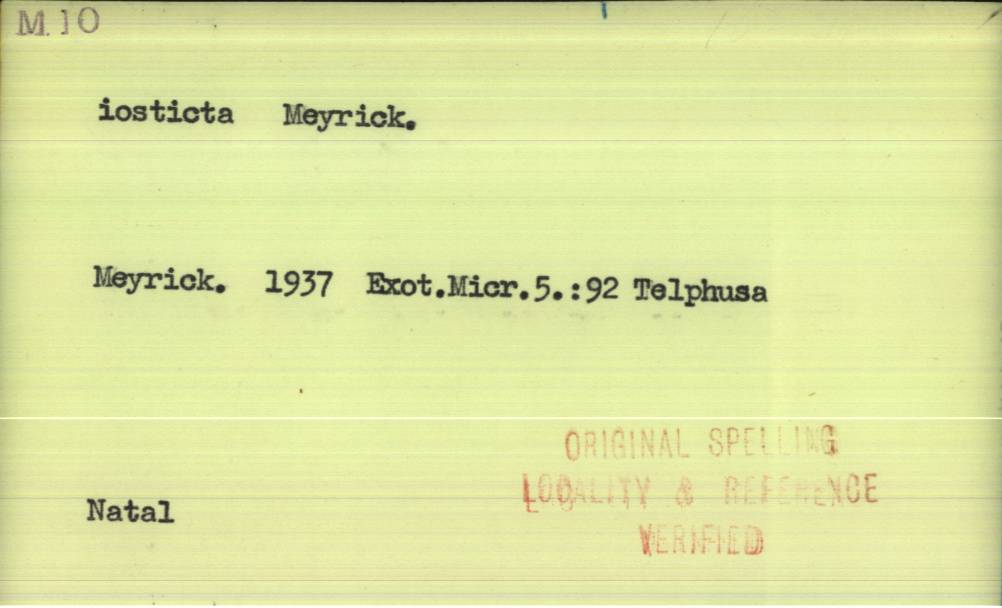 M.10
iosticta Meyrick.
Meyrick. 1937 Exot.Micr.5.:92 Telphusa
Natal
ORIGINAL SPELLING
LOCALITY & REFERENCE
VERIFIED